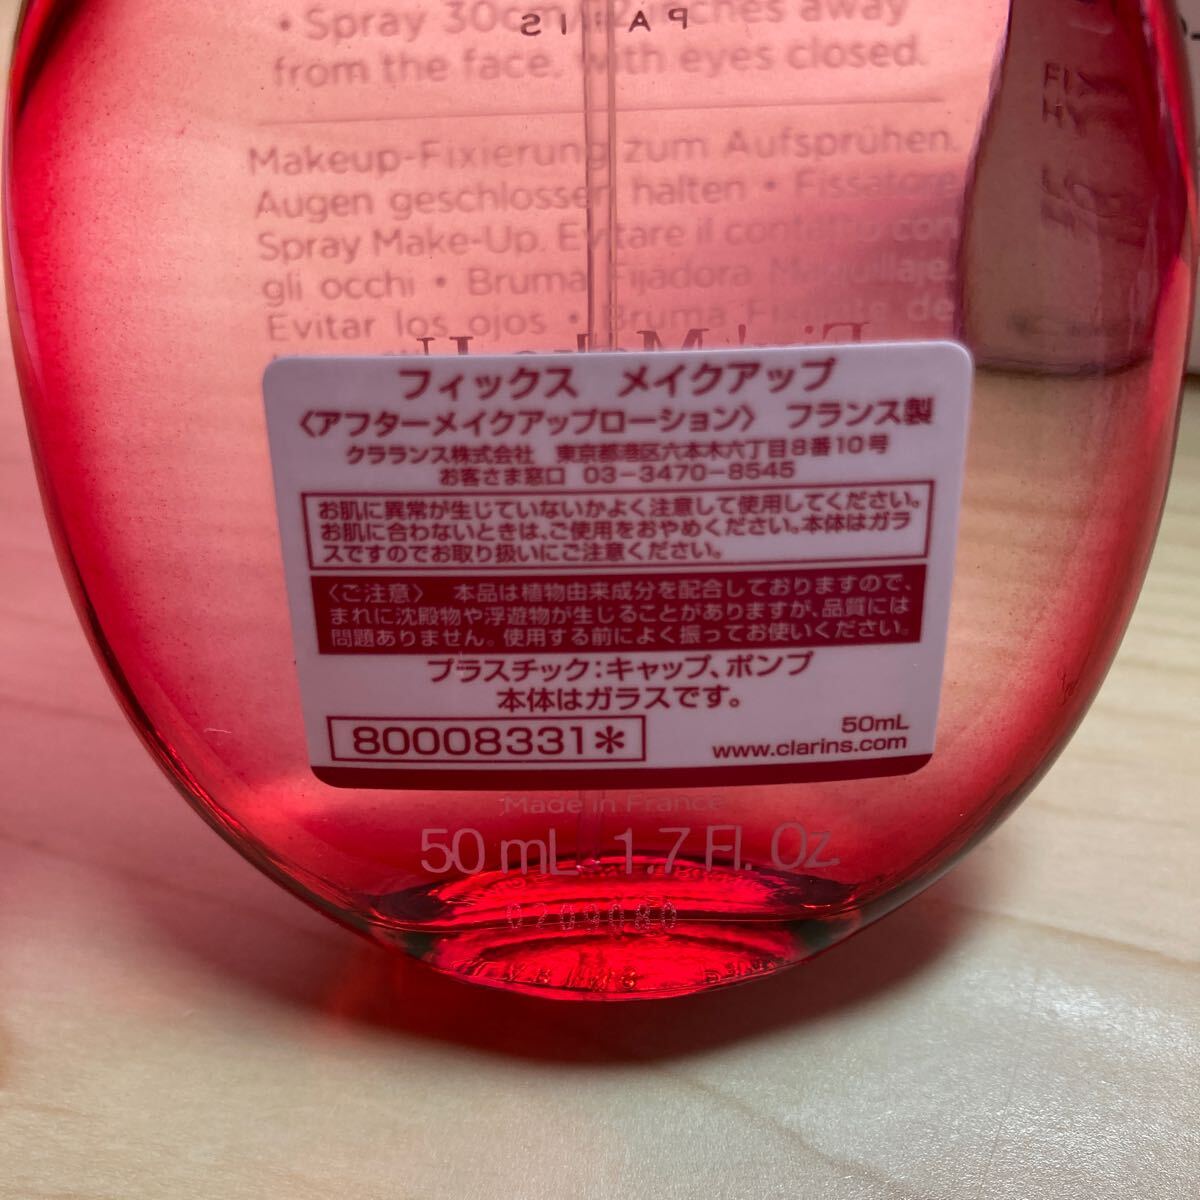 • Spray 30cm/12 inches away
PARIS
from the face, with eyes closed.
Makeup-Fixierung zum Aufsprühen.
Augen geschlossen halten • Fissatore
Spray Make-Up. Evitare il contatto con
gli occhi • Bruma Fijadora Maquillaje.
Evitar los ojos • Bruma Fixante de
Fix' Make-Up
フィックス メイクアップ
〈アフターメイクアップローション〉 フランス製
クラランス株式会社 東京都港区六本木六丁目8番10号
お客さま窓口 03-3470-8545
お肌に異常が生じていないかよく注意して使用してください。
お肌に合わないときは、ご使用をおやめください。本体はガラ
スですのでお取り扱いにご注意ください。
〈ご注意〉 本品は植物由来成分を配合しておりますので、
まれに沈殿物や浮遊物が生じることがありますが、品質には
問題ありません。使用する前によく振ってお使いください。
プラスチック:キャップ、ポンプ
本体はガラスです。
80008331*
50mL
www.clarins.com
Made in France
50 mL 1.7 Fl. Oz.
0209080